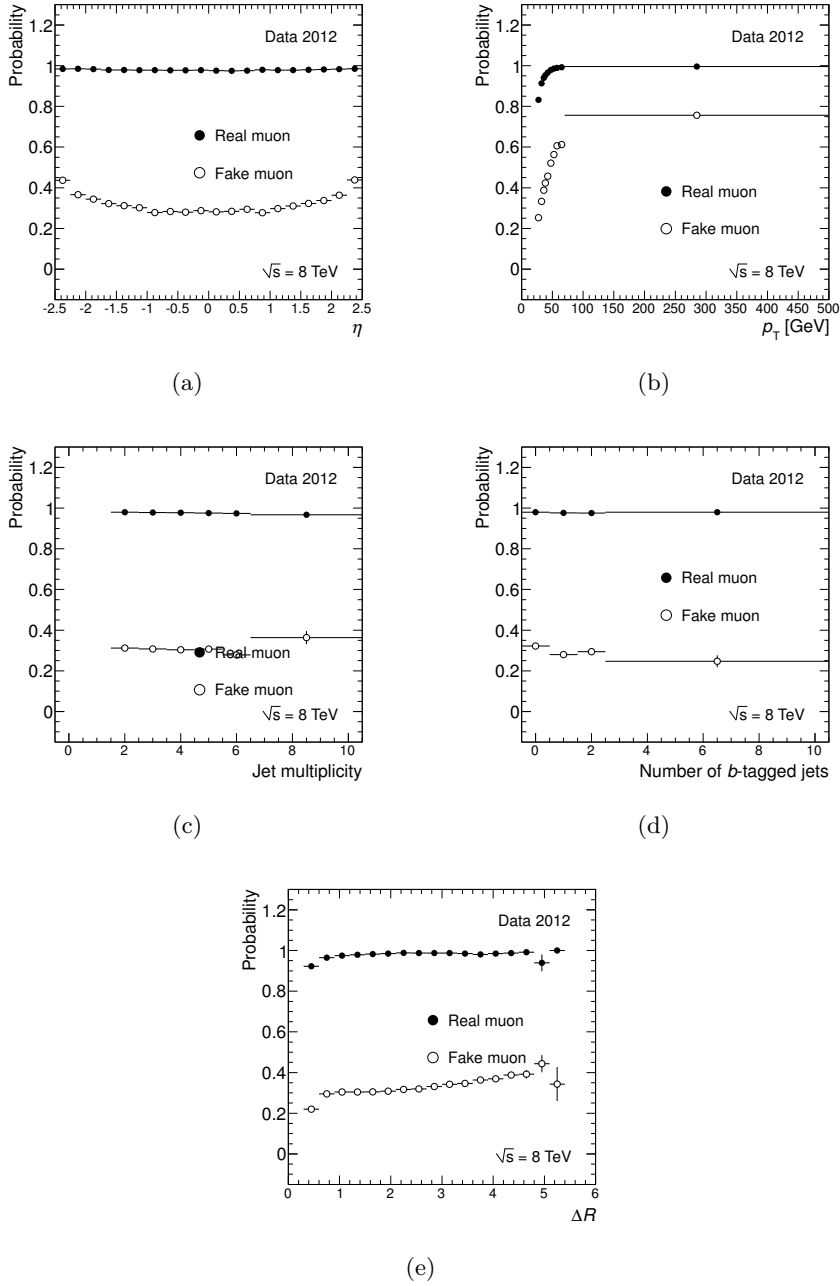 Probability
1.2
1
0.8
0.6
0.4
0.2
0
Data 2012
Real muon
Fake muon
√s = 8 TeV
-2.5 -2 -1.5 -1 -0.5 0 0.5 1 1.5 2 2.5
η
(a)
Probability
1.2
1
0.8
0.6
0.4
0.2
0
Data 2012
Real muon
Fake muon
√s = 8 TeV
0 50 100 150 200 250 300 350 400 450 500
pT [GeV]
(b)
Probability
1.2
1
0.8
0.6
0.4
0.2
0
Data 2012
Real muon
Fake muon
√s = 8 TeV
0 2 4 6 8 10
Jet multiplicity
(c)
Probability
1.2
1
0.8
0.6
0.4
0.2
0
Data 2012
Real muon
Fake muon
√s = 8 TeV
0 2 4 6 8 10
Number of b-tagged jets
(d)
Probability
1.2
1
0.8
0.6
0.4
0.2
0
Data 2012
Real muon
Fake muon
√s = 8 TeV
0 1 2 3 4 5 6
ΔR
(e)